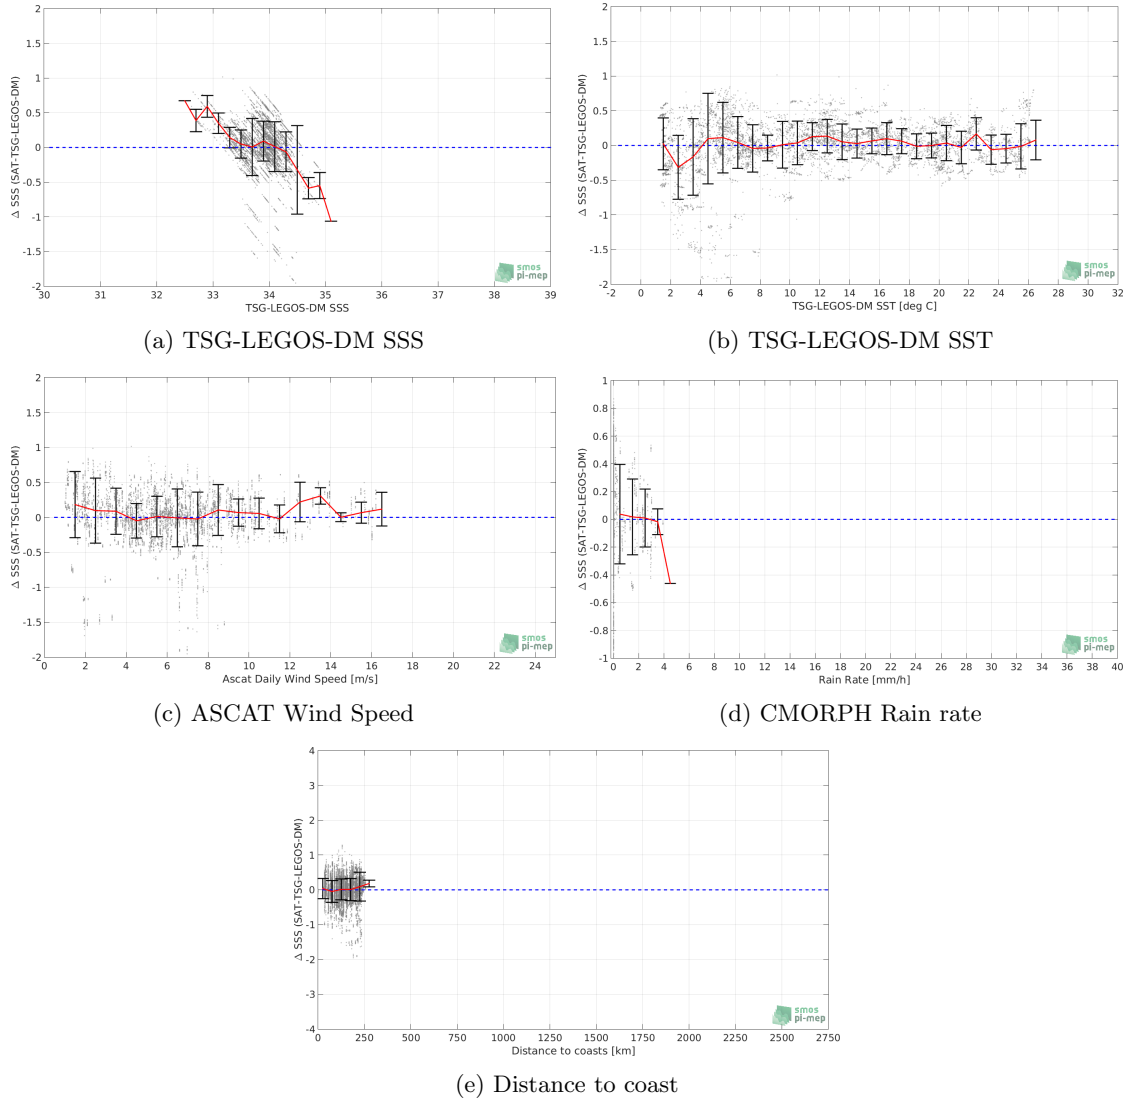 2
1.5
1
0.5
0
-0.5
-1
-1.5
-2
Δ SSS (SAT-TSG-LEGOS-DM)
30 31 32 33 34 35 36 37 38 39
TSG-LEGOS-DM SSS
smos
pi-mep
(a) TSG-LEGOS-DM SSS
2
1.5
1
0.5
0
-0.5
-1
-1.5
-2
Δ SSS (SAT-TSG-LEGOS-DM)
-2 0 2 4 6 8 10 12 14 16 18 20 22 24 26 28 30 32
TSG-LEGOS-DM SST [deg C]
smos
pi-mep
(b) TSG-LEGOS-DM SST
2
1.5
1
0.5
0
-0.5
-1
-1.5
-2
Δ SSS (SAT-TSG-LEGOS-DM)
0 2 4 6 8 10 12 14 16 18 20 22 24
Ascat Daily Wind Speed [m/s]
smos
pi-mep
(c) ASCAT Wind Speed
1
0.8
0.6
0.4
0.2
0
-0.2
-0.4
-0.6
-0.8
-1
Δ SSS (SAT-TSG-LEGOS-DM)
0 2 4 6 8 10 12 14 16 18 20 22 24 26 28 30 32 34 36 38 40
Rain Rate [mm/h]
smos
pi-mep
(d) CMORPH Rain rate
4
3
2
1
0
-1
-2
-3
-4
Δ SSS (SAT-TSG-LEGOS-DM)
0 250 500 750 1000 1250 1500 1750 2000 2250 2500 2750
Distance to coasts [km]
smos
pi-mep
(e) Distance to coast